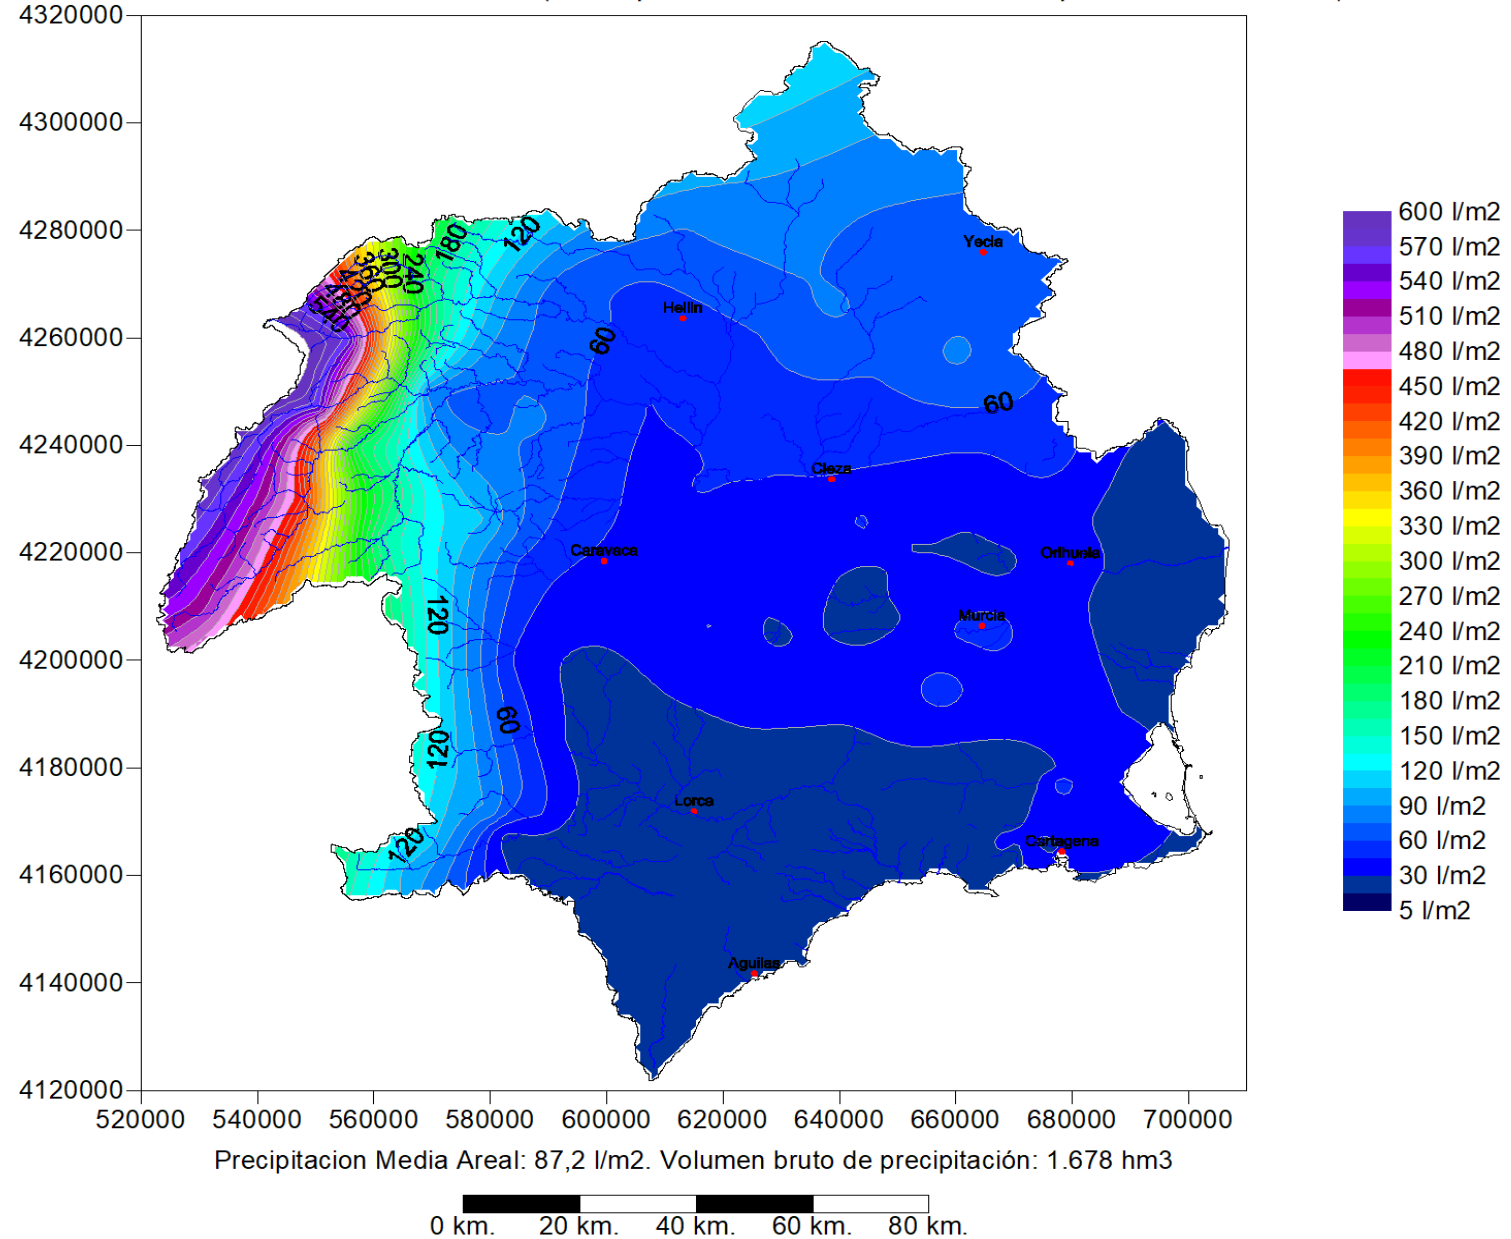 4320000
4300000
4280000
4260000
4240000
4220000
4200000
4180000
4160000
4140000
4120000
520000 540000 560000 580000 600000 620000 640000 660000 680000 700000
120
180
240
300
360
420
480
540
60
60
120
60
120
120
Yecla
Hellin
Cieza
Caravaca
Orihuela
Murcia
Lorca
Cartagena
Aguilas
600 l/m2
570 l/m2
540 l/m2
510 l/m2
480 l/m2
450 l/m2
420 l/m2
390 l/m2
360 l/m2
330 l/m2
300 l/m2
270 l/m2
240 l/m2
210 l/m2
180 l/m2
150 l/m2
120 l/m2
90 l/m2
60 l/m2
30 l/m2
5 l/m2
Precipitacion Media Areal: 87,2 l/m2. Volumen bruto de precipitación: 1.678 hm3
0 km. 20 km. 40 km. 60 km. 80 km.